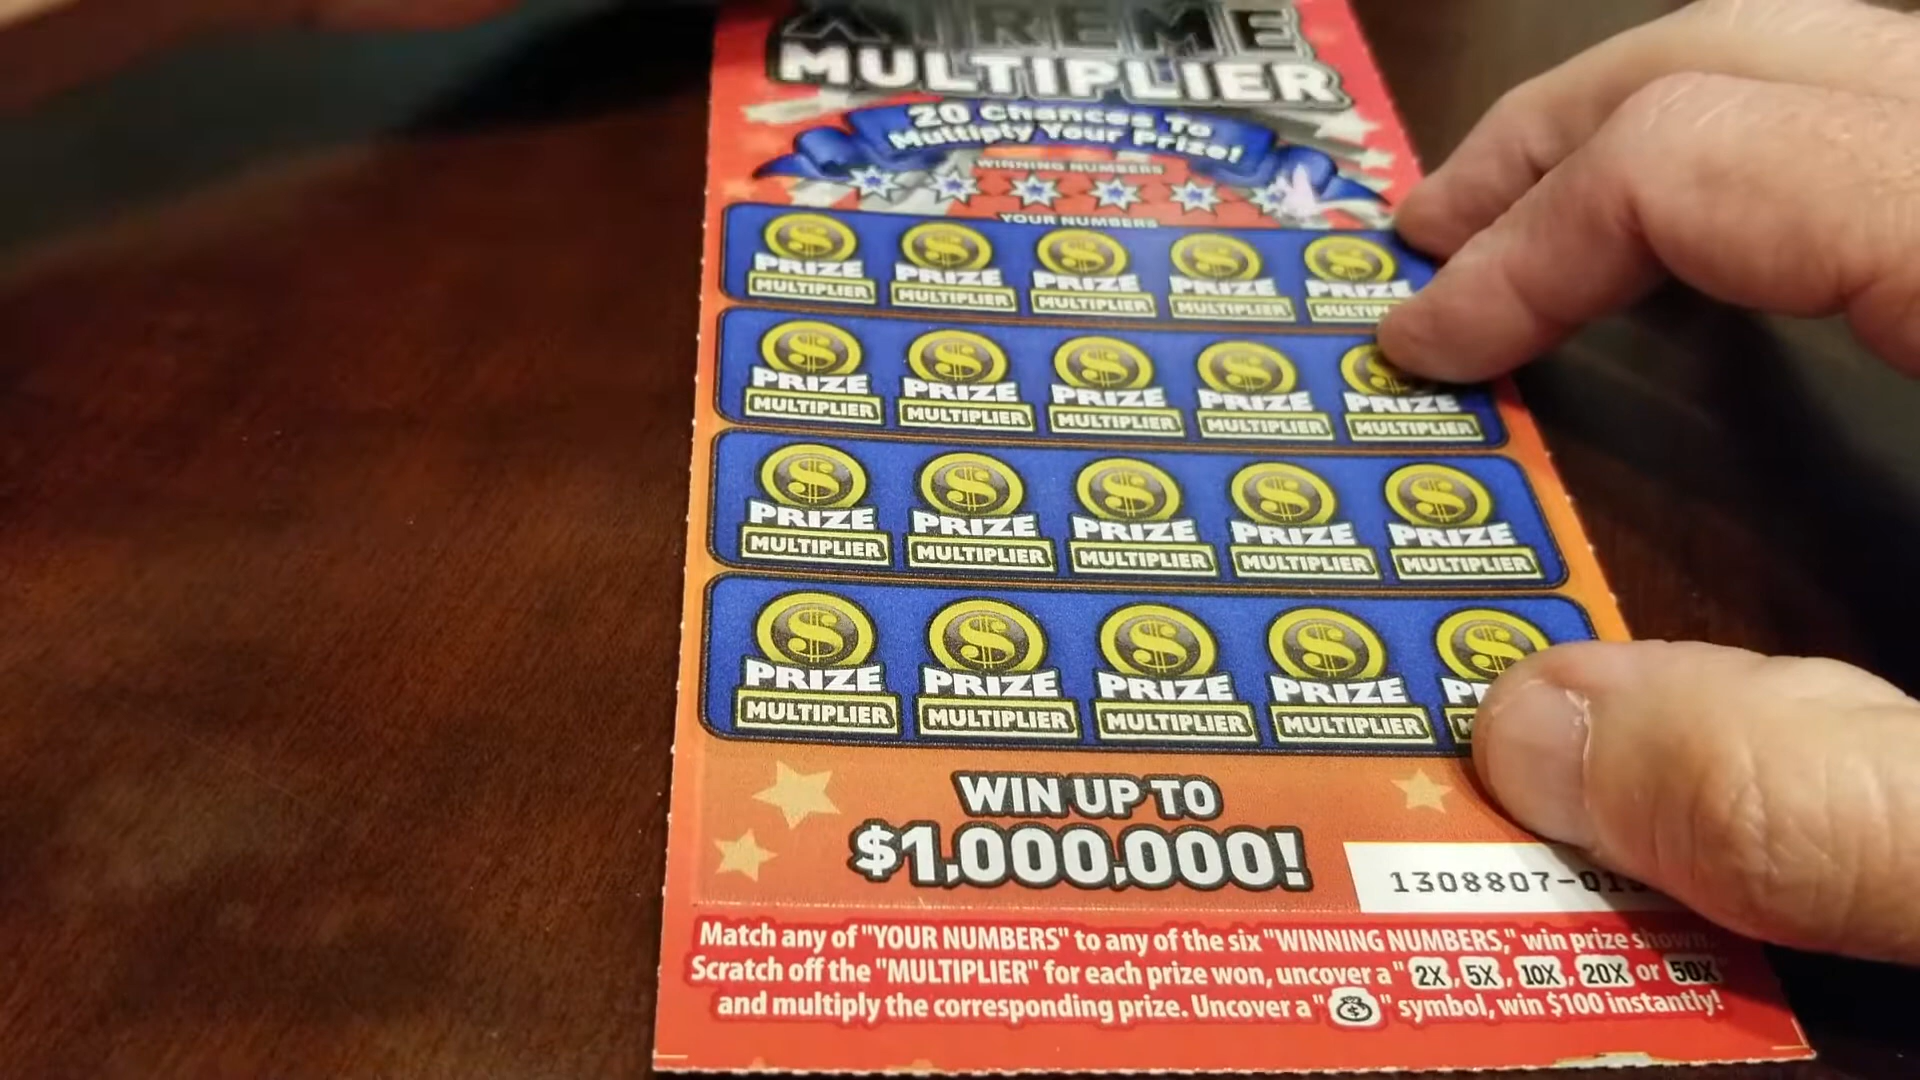 XTREME
MULTIPLIER
20 Chances To
Multiply Your Prize!
WINNING NUMBERS
YOUR NUMBERS
PRIZE PRIZE PRIZE PRIZE PRIZE
MULTIPLIER MULTIPLIER MULTIPLIER MULTIPLIER
PRIZE PRIZE PRIZE PRIZE PRIZE
MULTIPLIER MULTIPLIER MULTIPLIER MULTIPLIER MULTIPLIER
PRIZE PRIZE PRIZE PRIZE PRIZE
MULTIPLIER MULTIPLIER MULTIPLIER MULTIPLIER MULTIPLIER
PRIZE PRIZE PRIZE PRIZE
MULTIPLIER MULTIPLIER MULTIPLIER MULTIPLIER
WIN UP TO
$1,000,000!
1308807-01
Match any of "YOUR NUMBERS" to any of the six "WINNING NUMBERS," win prize shown.
Scratch off the "MULTIPLIER" for each prize won, uncover a "2X, 5X, 10X, 20X or 50X"
and multiply the corresponding prize. Uncover a " " symbol, win $100 instantly!